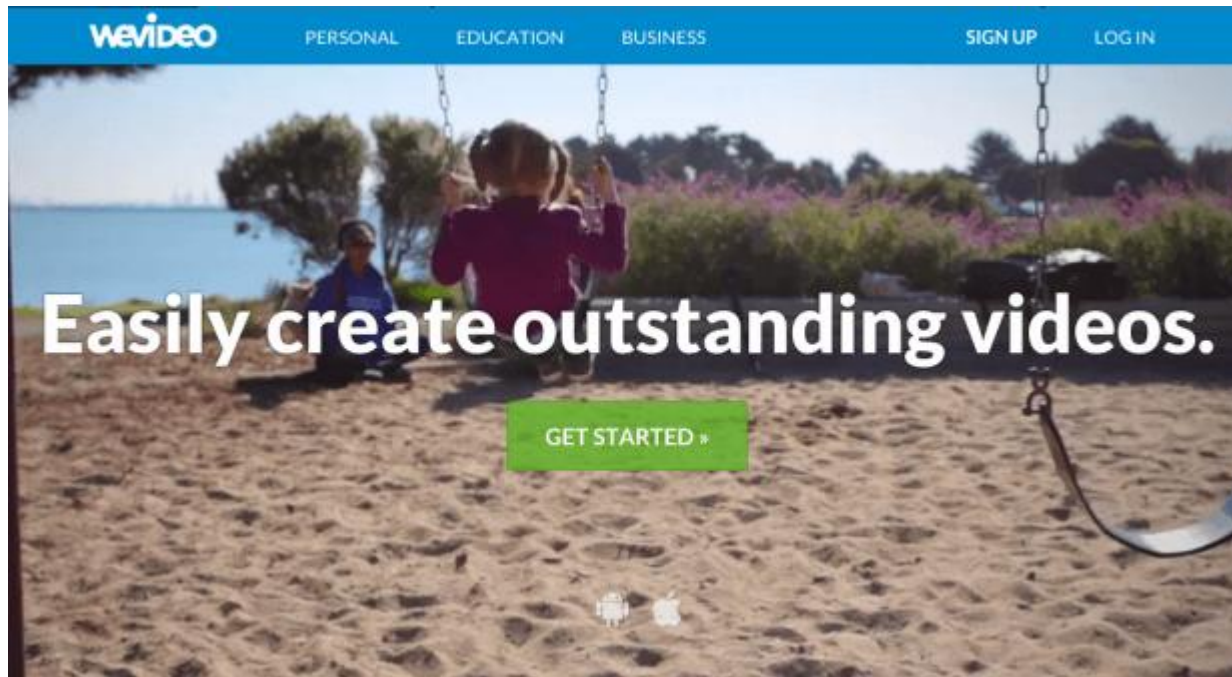 wevideo PERSONAL EDUCATION BUSINESS SIGN UP LOG IN
Easily create outstanding videos.
GET STARTED »